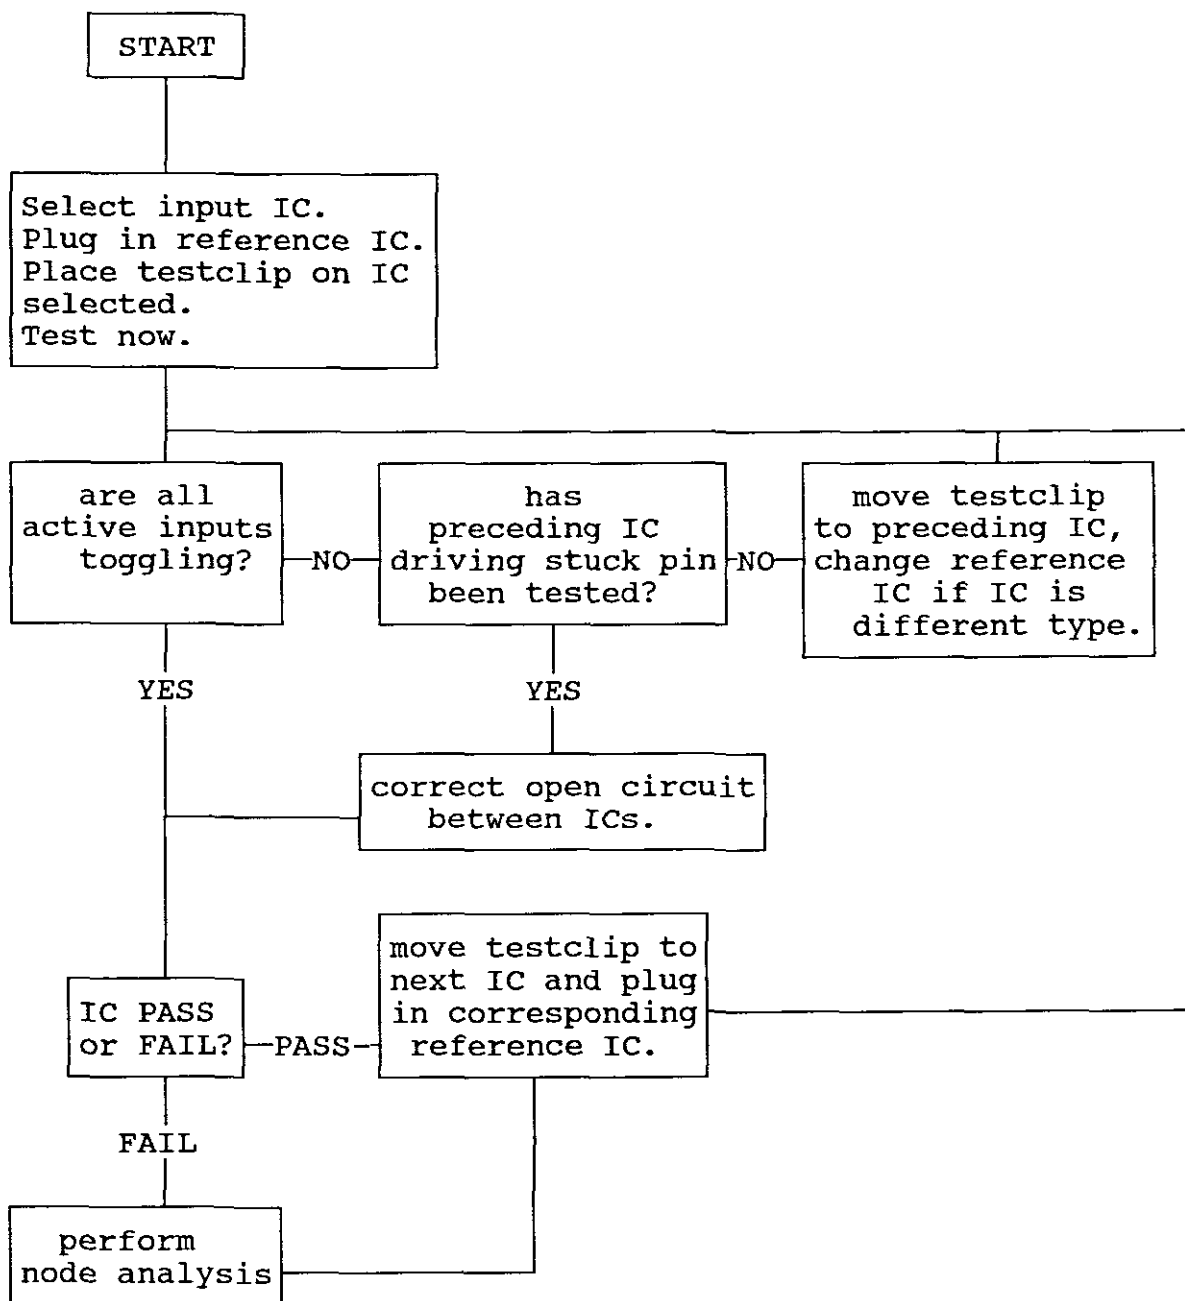 START
Select input IC.
Plug in reference IC.
Place testclip on IC
selected.
Test now.
are all
active inputs
toggling?
NO
has
preceding IC
driving stuck pin
been tested?
NO
move testclip
to preceding IC,
change reference
IC if IC is
different type.
YES
YES
correct open circuit
between ICs.
IC PASS
or FAIL?
PASS
move testclip to
next IC and plug
in corresponding
reference IC.
FAIL
perform
node analysis